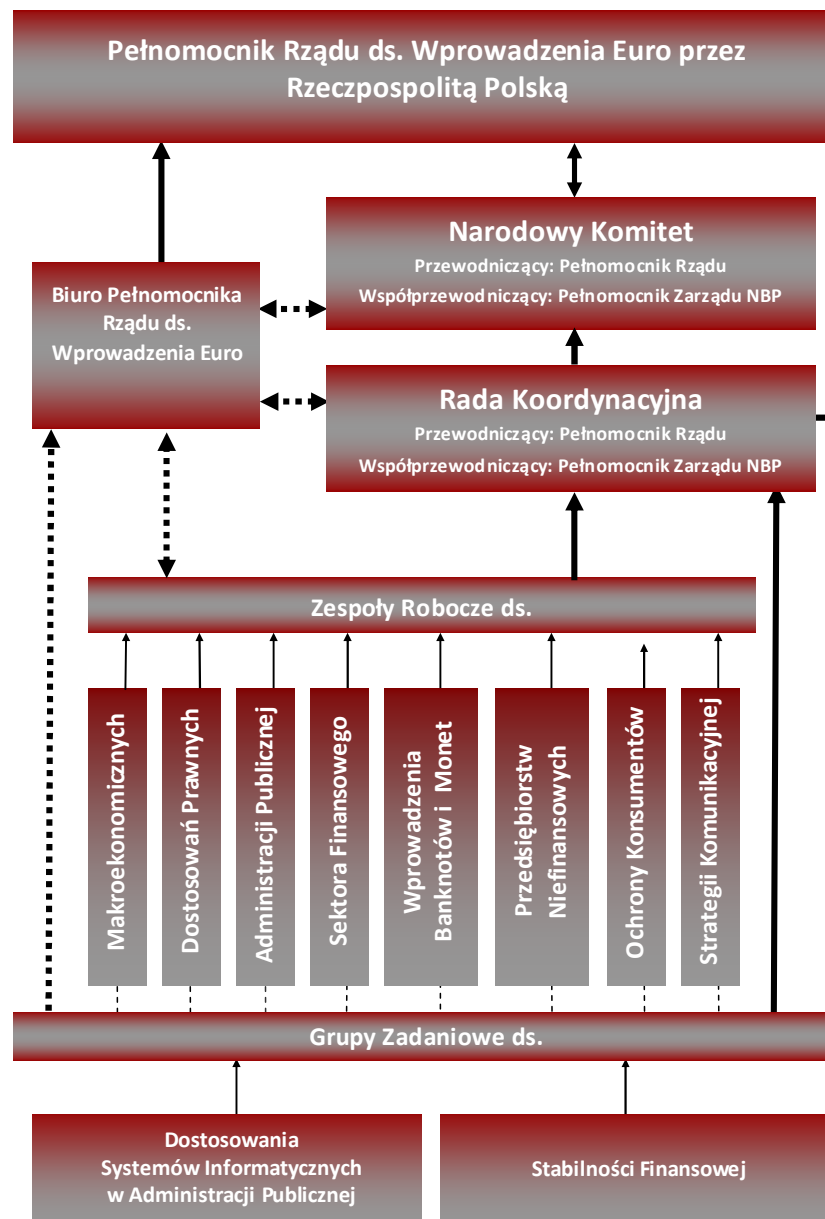 Pełnomocnik Rządu ds. Wprowadzenia Euro przez
Rzeczpospolitą Polską
Narodowy Komitet
Przewodniczący: Pełnomocnik Rządu
Współprzewodniczący: Pełnomocnik Zarządu NBP
Biuro Pełnomocnika
Rządu ds.
Wprowadzenia Euro
Rada Koordynacyjna
Przewodniczący: Pełnomocnik Rządu
Współprzewodniczący: Pełnomocnik Zarządu NBP
Zespoły Robocze ds.
Makroekonomicznych
Dostosowań Prawnych
Administracji Publicznej
Sektora Finansowego
Wprowadzenia
Banknotów i Monet
Przedsiębiorstw
Niefinansowych
Ochrony Konsumentów
Strategii Komunikacyjnej
Grupy Zadaniowe ds.
Dostosowania
Systemów Informatycznych
w Administracji Publicznej
Stabilności Finansowej